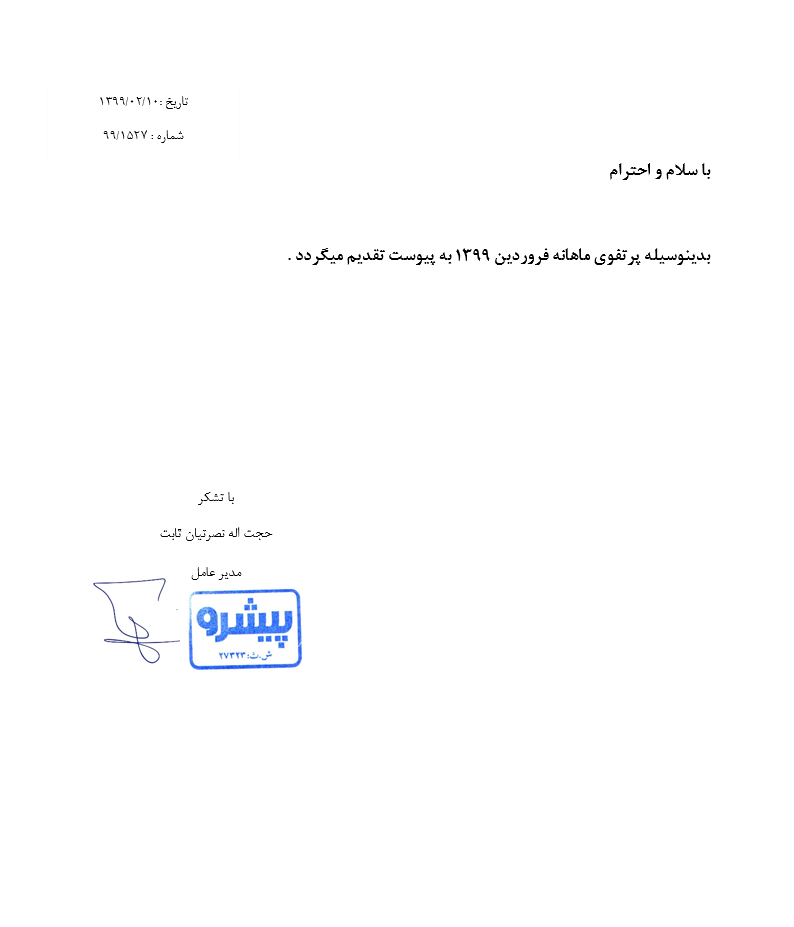 تاریخ :۱۳۹۹/۰۲/۱۰
شماره : ۹۹/۱۵۲۷
با سلام و احترام
بدینوسیله پرتفوی ماهانه فروردین ۱۳۹۹ به پیوست تقدیم میگردد .
با تشکر
حجت اله نصرتیان ثابت
مدیر عامل
پیشرو
ش.ث: ۲۷۳۲۳